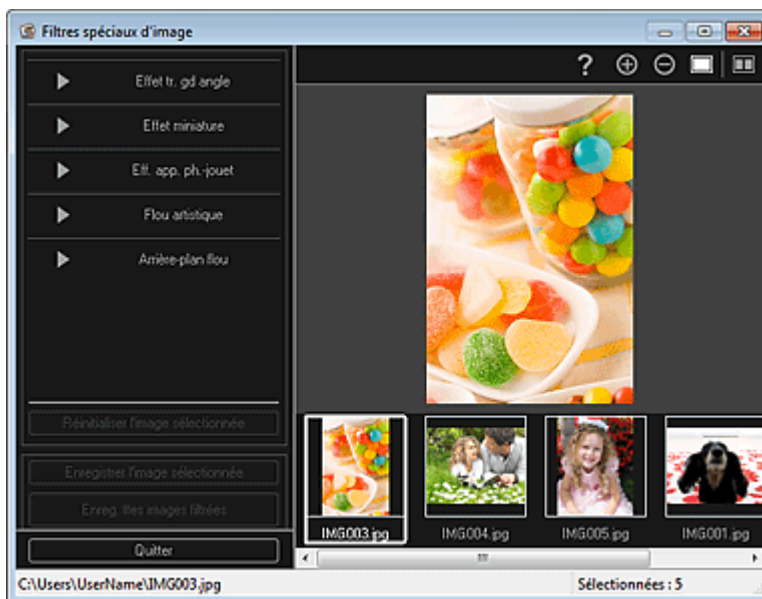 Filtres spéciaux d'image
Effet tr. gd angle
Effet miniature
Eff. app. ph.-jouet
Flou artistique
Arrière-plan flou
Réinitialiser l'image sélectionnée
Enregistrer l'image sélectionnée
Enreg. ttes images filtrées
Quitter
?
IMG003.jpg
IMG004.jpg
IMG005.jpg
IMG001.jpg
C:\Users\UserName\IMG003.jpg
Sélectionnées : 5